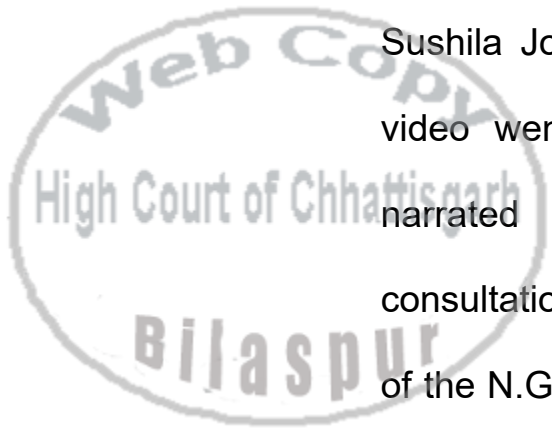 Web Copy
High Court of Chhattisgarh
Bilaspur
Sushila Jo
video wer
narrated
consultatio
of the N.G